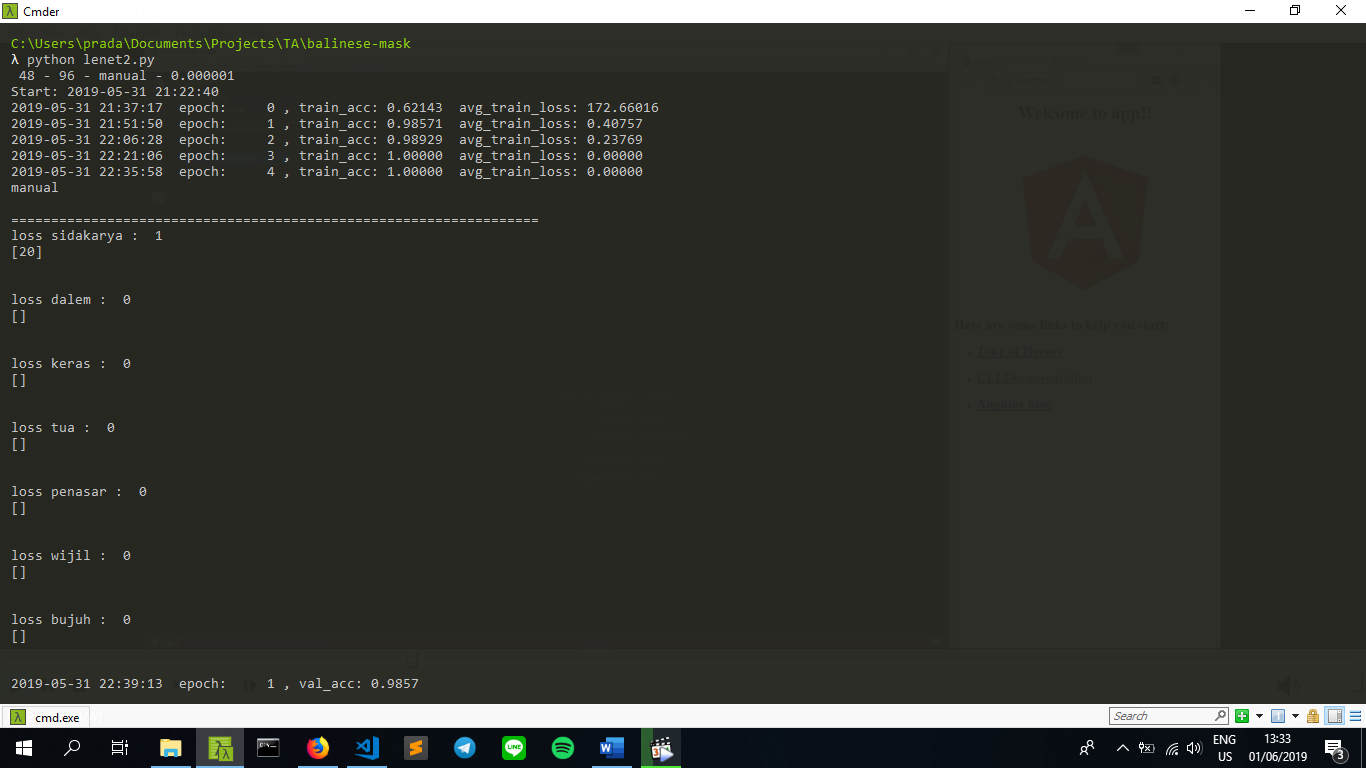 Cmder
C:\Users\prada\Documents\Projects\TA\balinese-mask
λ python lenet2.py
48 - 96 - manual - 0.000001
Start: 2019-05-31 21:22:40
2019-05-31 21:37:17  epoch:     0 , train_acc: 0.62143  avg_train_loss: 172.66016
2019-05-31 21:51:50  epoch:     1 , train_acc: 0.98571  avg_train_loss: 0.40757
2019-05-31 22:06:28  epoch:     2 , train_acc: 0.98929  avg_train_loss: 0.23769
2019-05-31 22:21:06  epoch:     3 , train_acc: 1.00000  avg_train_loss: 0.00000
2019-05-31 22:35:58  epoch:     4 , train_acc: 1.00000  avg_train_loss: 0.00000
manual
==================================================================
loss sidakarya :  1
[20]
loss dalem :  0
[]
loss keras :  0
[]
loss tua :  0
[]
loss penasar :  0
[]
loss wijil :  0
[]
loss bujuh :  0
[]
2019-05-31 22:39:13  epoch:     1 , val_acc: 0.9857
Welcome to app!!
Here are some links to help you start:
Tour of Heroes
CLI Documentation
Angular blog
cmd.exe
Search
ENG
US
13:33
01/06/2019
3